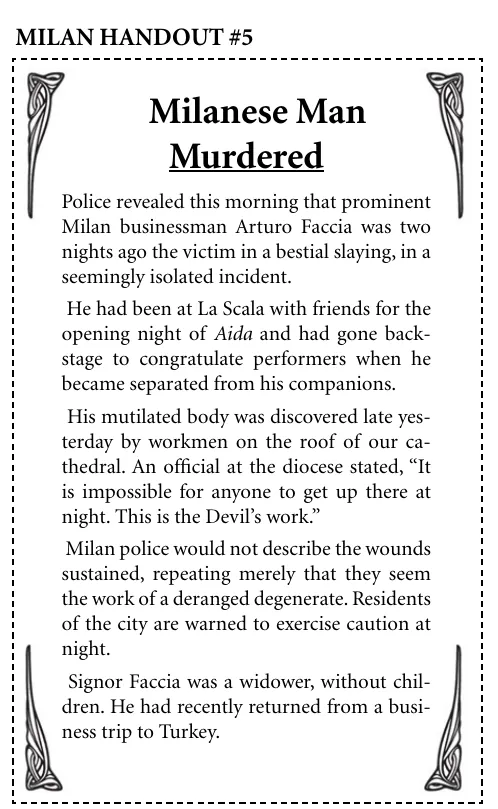 MILAN HANDOUT #5
Milanese Man
Murdered
Police revealed this morning that prominent
Milan businessman Arturo Faccia was two
nights ago the victim in a bestial slaying, in a
seemingly isolated incident.
He had been at La Scala with friends for the
opening night of Aida and had gone back-
stage to congratulate performers when he
became separated from his companions.
His mutilated body was discovered late yes-
terday by workmen on the roof of our ca-
thedral. An official at the diocese stated, “It
is impossible for anyone to get up there at
night. This is the Devil’s work.”
Milan police would not describe the wounds
sustained, repeating merely that they seem
the work of a deranged degenerate. Residents
of the city are warned to exercise caution at
night.
Signor Faccia was a widower, without chil-
dren. He had recently returned from a busi-
ness trip to Turkey.